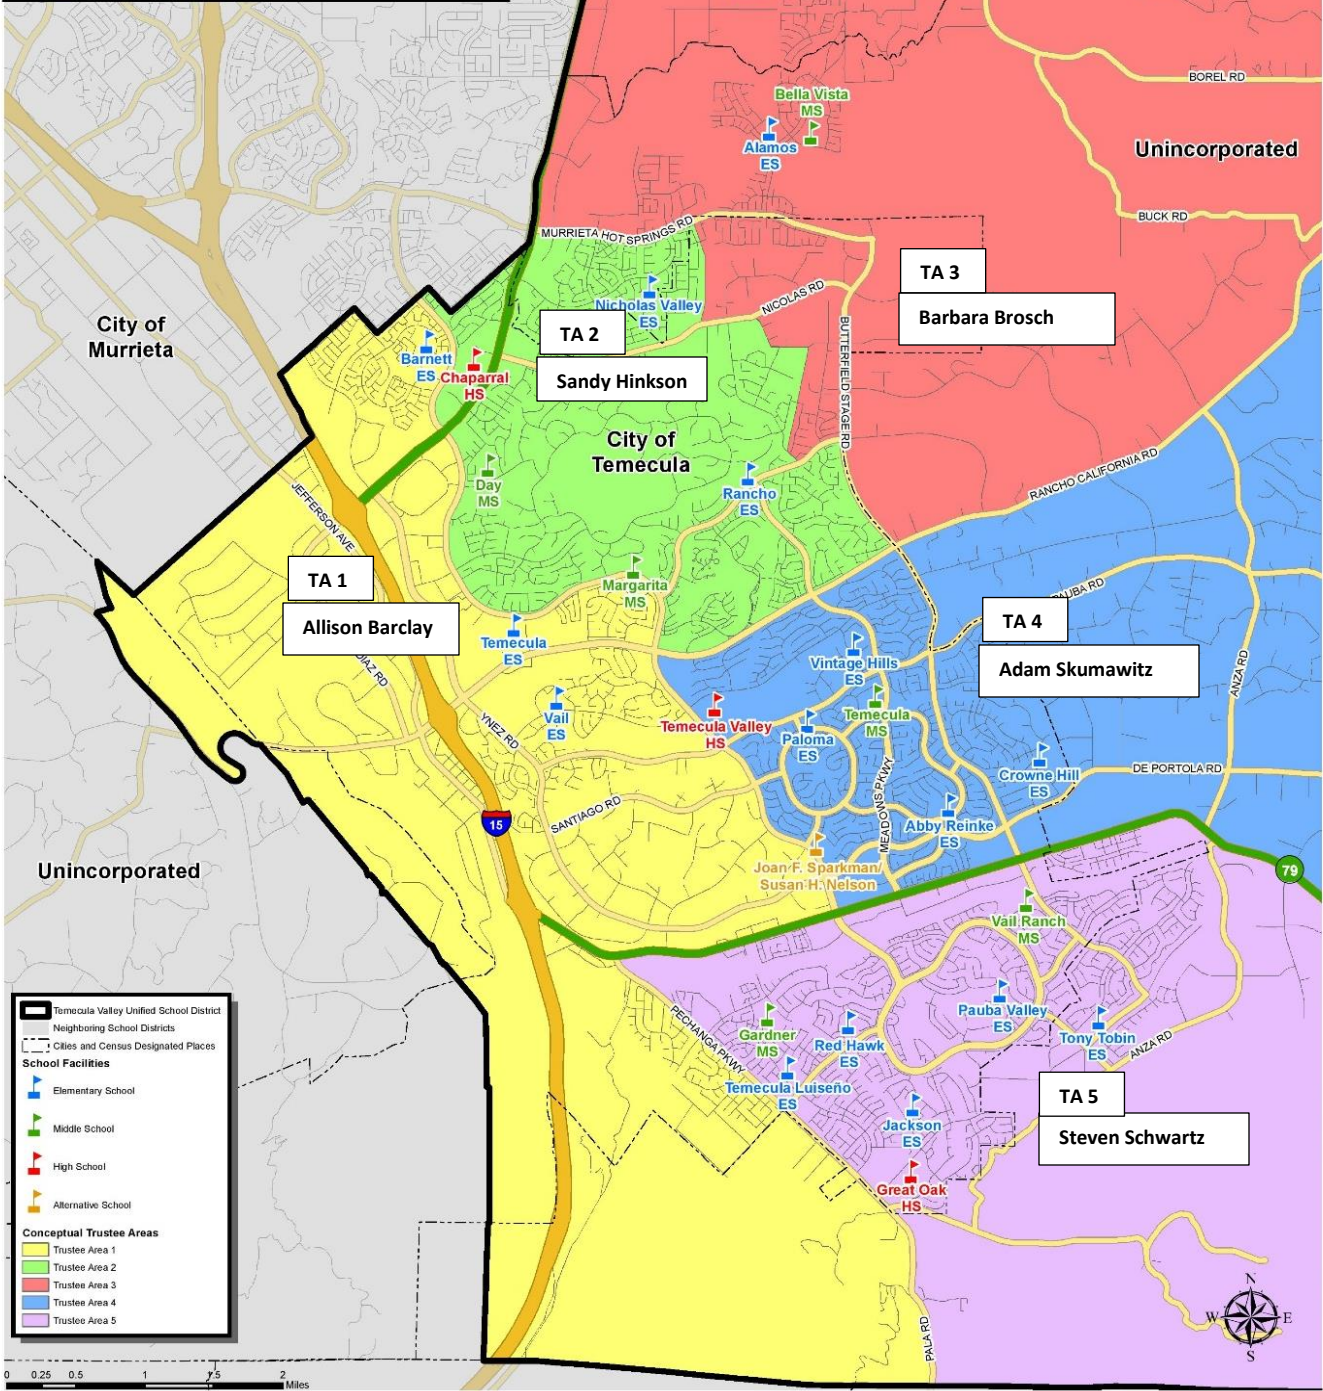 BOREL RD
Bella Vista
MS
Alamos
ES
Unincorporated
BUCK RD
MURRIETA HOT SPRINGS RD
TA 3
Barbara Brosch
NICOLAS RD
Nicholas Valley
ES
City of
Murrieta
TA 2
Sandy Hinkson
Barnett
ES
Chaparral
HS
BUTTERFIELD STAGE RD
City of
Temecula
Day
MS
Rancho
ES
RANCHO CALIFORNIA RD
JEFFERSON AVE
TA 1
Allison Barclay
Margarita
MS
PAUBA RD
TA 4
Adam Skumawitz
Temecula
ES
DIAZ RD
Vintage Hills
ES
ANZA RD
Vail
ES
YNEZ RD
Temecula Valley
HS
Temecula
MS
Paloma
ES
Crowne Hill
ES
DE PORTOLA RD
MEADOWS PKWY
15
SANTIAGO RD
Abby Reinke
ES
Joan F. Sparkman/
Susan H. Nelson
Unincorporated
79
Vail Ranch
MS
Pauba Valley
ES
PECHANGA PKWY
Gardner
MS
Red Hawk
ES
Tony Tobin
ES
ANZA RD
Temecula Luiseño
ES
TA 5
Steven Schwartz
Jackson
ES
Great Oak
HS
PALA RD
Temecula Valley Unified School District
Neighboring School Districts
Cities and Census Designated Places
School Facilities
Elementary School
Middle School
High School
Alternative School
Conceptual Trustee Areas
Trustee Area 1
Trustee Area 2
Trustee Area 3
Trustee Area 4
Trustee Area 5
N
W E
S
0 0.25 0.5 1 1.5 2
Miles